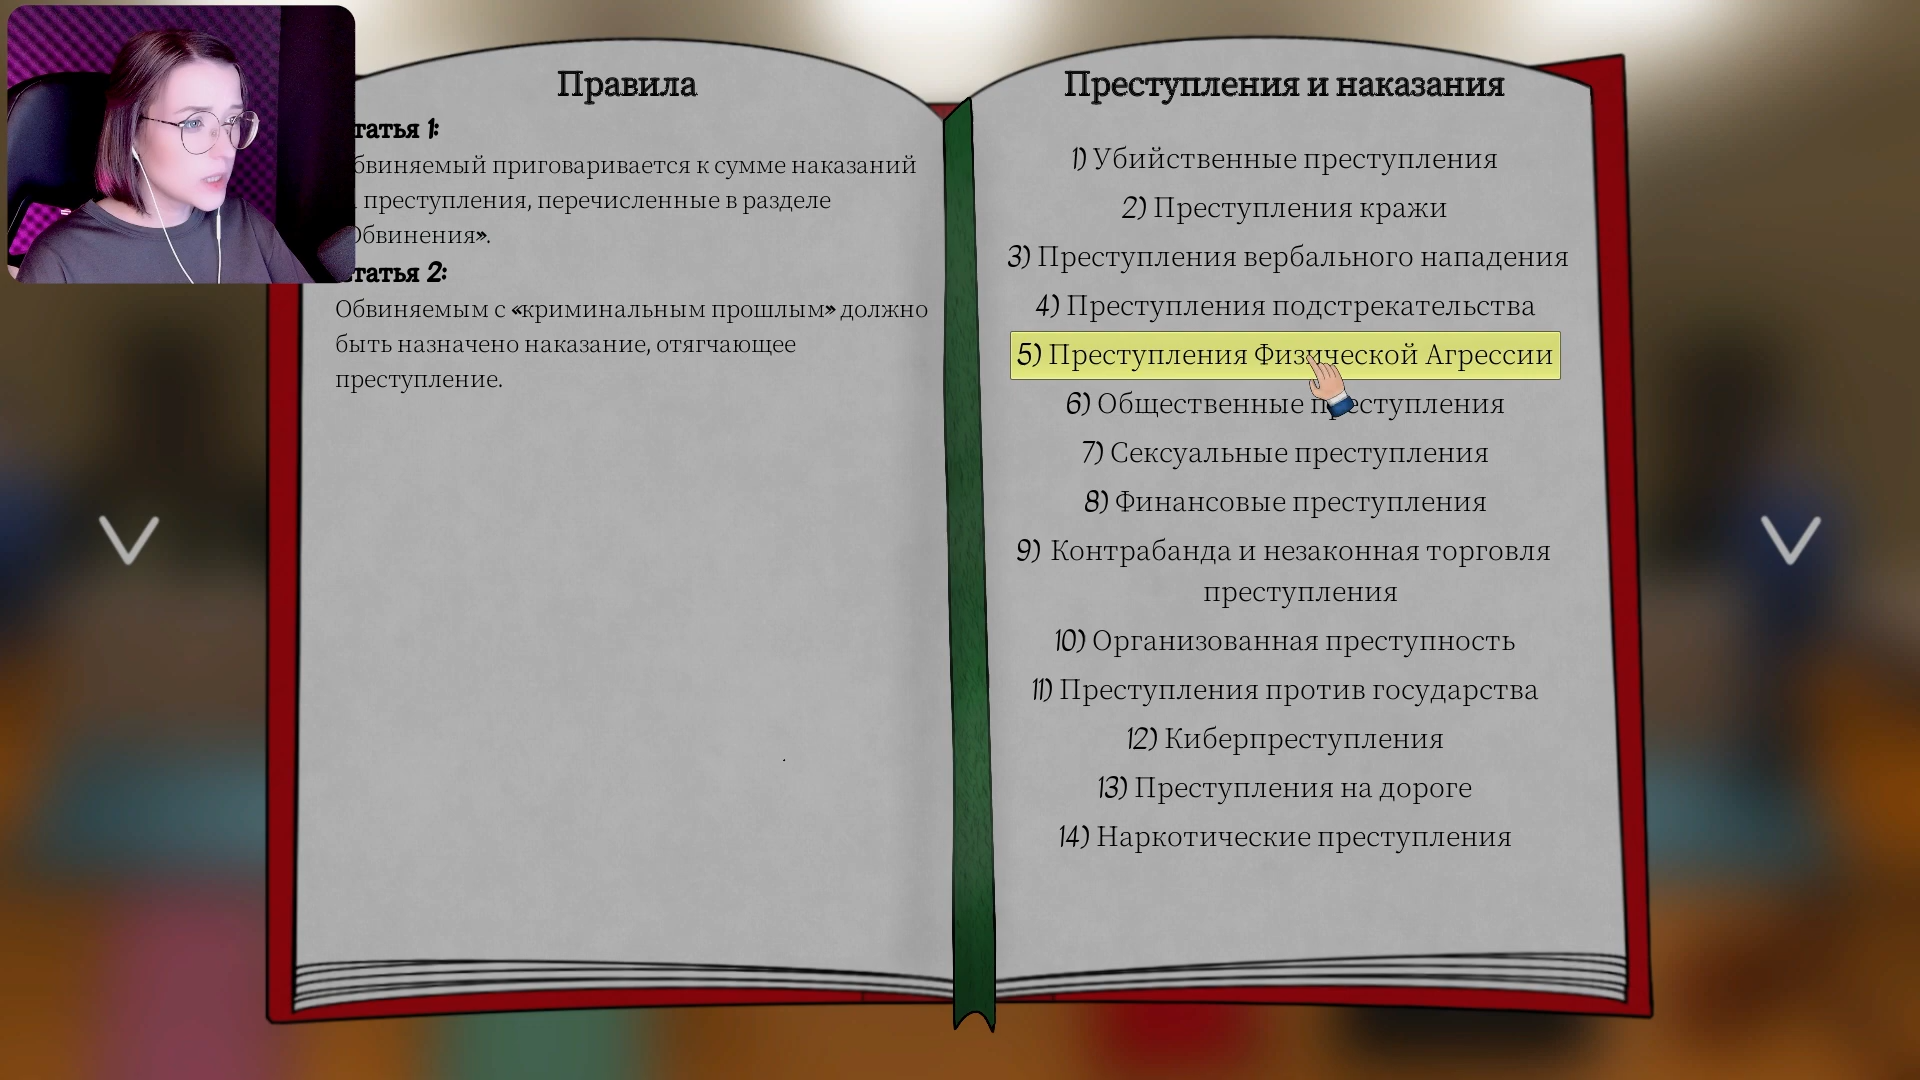 Правила
татья 1:
бвиняемый приговаривается к сумме наказаний
преступления, перечисленные в разделе
Обвинения».
татья 2:
Обвиняемым с «криминальным прошлым» должно
быть назначено наказание, отягчающее
преступление.
Преступления и наказания
1) Убийственные преступления
2) Преступления кражи
3) Преступления вербального нападения
4) Преступления подстрекательства
5) Преступления Физической Агрессии
6) Общественные преступления
7) Сексуальные преступления
8) Финансовые преступления
9) Контрабанда и незаконная торговля
преступления
10) Организованная преступность
11) Преступления против государства
12) Киберпреступления
13) Преступления на дороге
14) Наркотические преступления